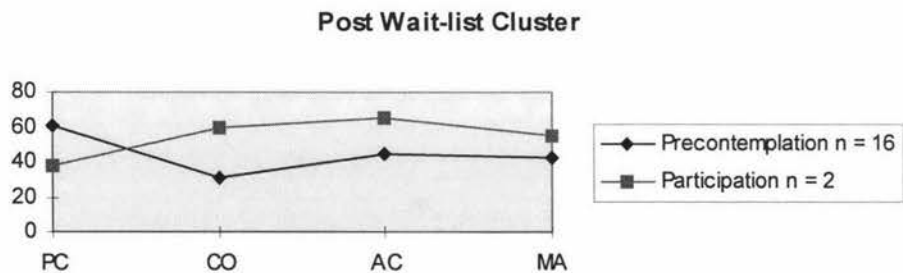 Post Wait-list Cluster
80
60
40
20
0
PC CO AC MA
Precontemplation n = 16
Participation n = 2